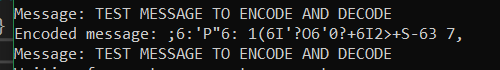 Message: TEST MESSAGE TO ENCODE AND DECODE
Encoded message: ;6:'P"6: 1(6I'?O6'0?+6I2>+S-63 7,
Message: TEST MESSAGE TO ENCODE AND DECODE